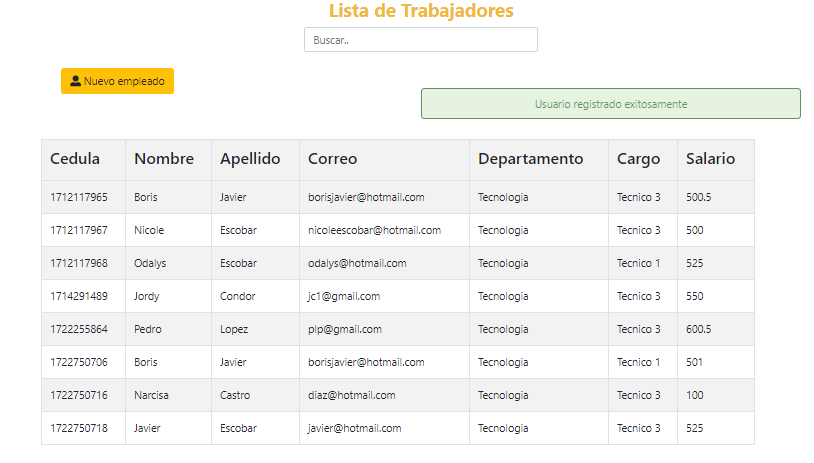 Lista de Trabajadores
Buscar..
Nuevo empleado
Usuario registrado exitosamente
Cedula Nombre Apellido Correo Departamento Cargo Salario
1712117965 Boris Javier borisjavier@hotmail.com Tecnologia Tecnico 3 500.5
1712117967 Nicole Escobar nicoleescobar@hotmail.com Tecnologia Tecnico 3 500
1712117968 Odalys Escobar odalys@hotmail.com Tecnologia Tecnico 1 525
1714291489 Jordy Condor jc1@gmail.com Tecnologia Tecnico 3 550
1722255864 Pedro Lopez plp@gmail.com Tecnologia Tecnico 3 600.5
1722750706 Boris Javier borisjavier@hotmail.com Tecnologia Tecnico 1 501
1722750716 Narcisa Castro diaz@hotmail.com Tecnologia Tecnico 3 100
1722750718 Javier Escobar javier@hotmail.com Tecnologia Tecnico 3 525